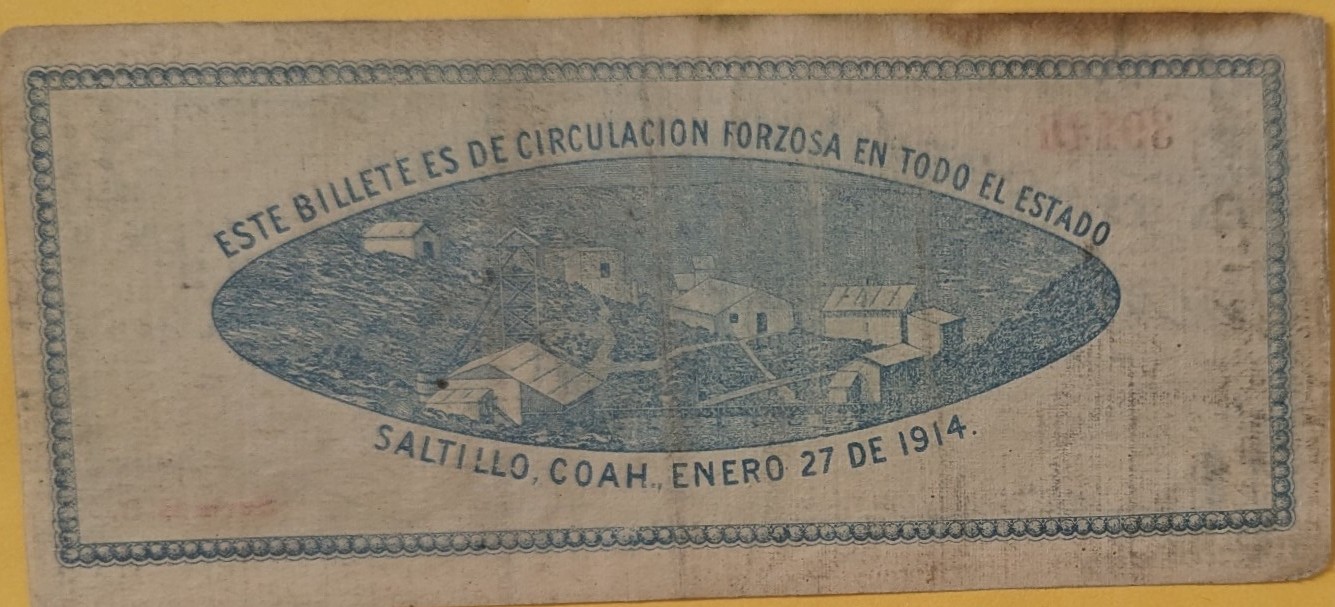 ESTE BILLETE ES DE CIRCULACION FORZOSA EN TODO EL ESTADO
SALTILLO, COAH., ENERO 27 DE 1914.